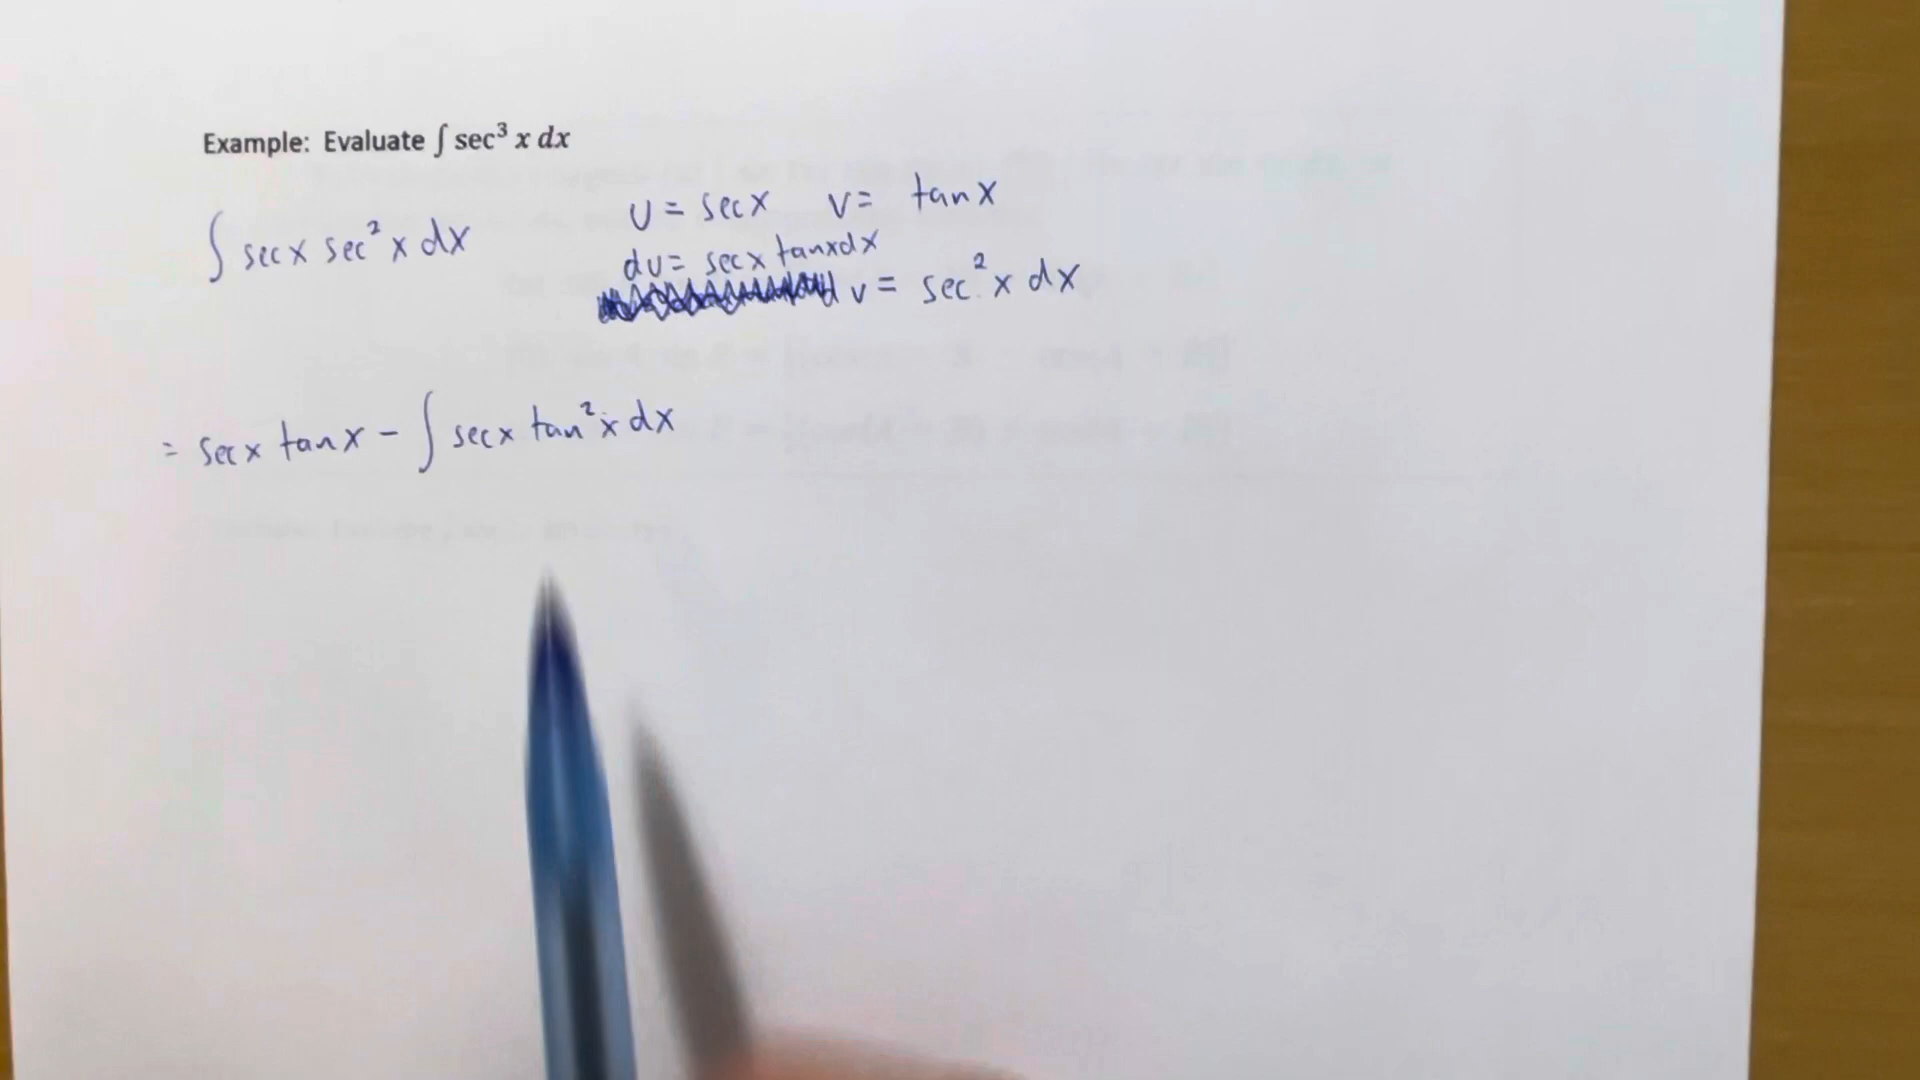 Example: Evaluate ∫ sec³ x dx
∫ sec x sec² x dx
u = sec x   v = tan x
du = sec x tan x dx
dv = sec² x dx
= sec x tan x − ∫ sec x tan² x dx